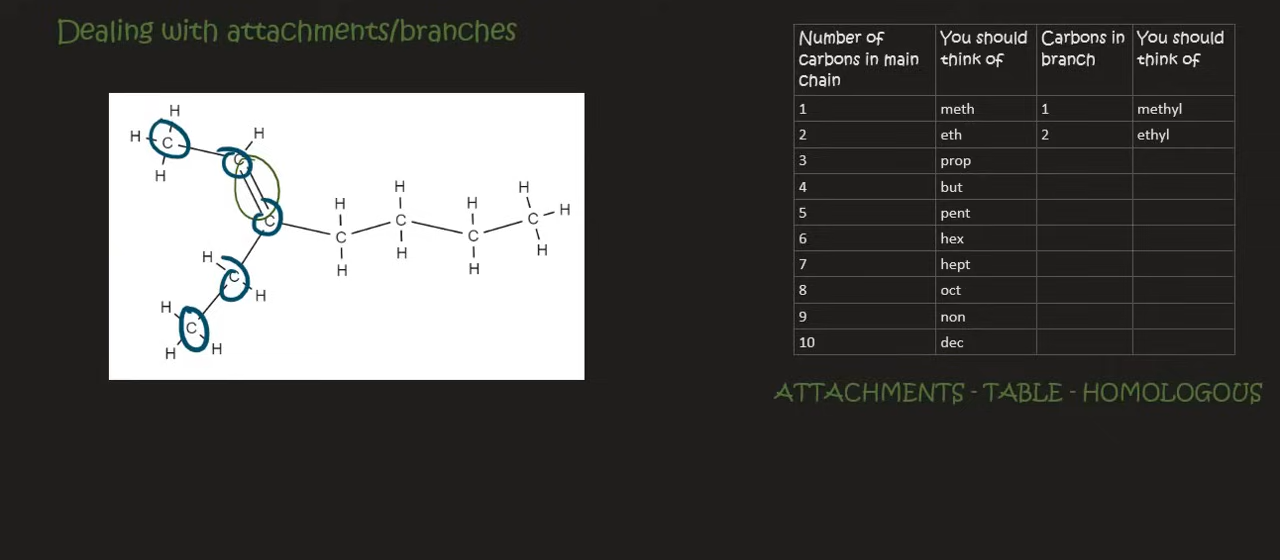 Dealing with attachments/branches
H
H
H C C
H
H
H H H
H
H
C C C C C
H
H C H H H H
H
H
C
H H
Number of carbons in main chain You should think of Carbons in branch You should think of
1 meth 1 methyl
2 eth 2 ethyl
3 prop
4 but
5 pent
6 hex
7 hept
8 oct
9 non
10 dec
ATTACHMENTS - TABLE - HOMOLOGOUS